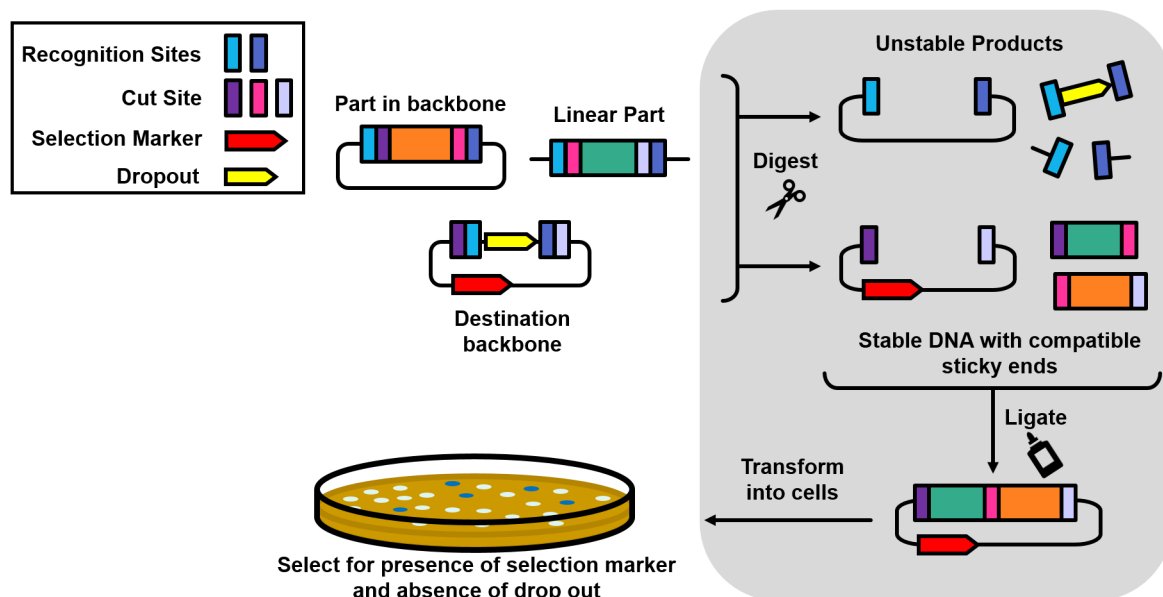 Recognition Sites
Cut Site
Selection Marker
Dropout
Part in backbone
Linear Part
Destination
backbone
Digest
Unstable Products
Stable DNA with compatible
sticky ends
Ligate
Transform
into cells
Select for presence of selection marker
and absence of drop out